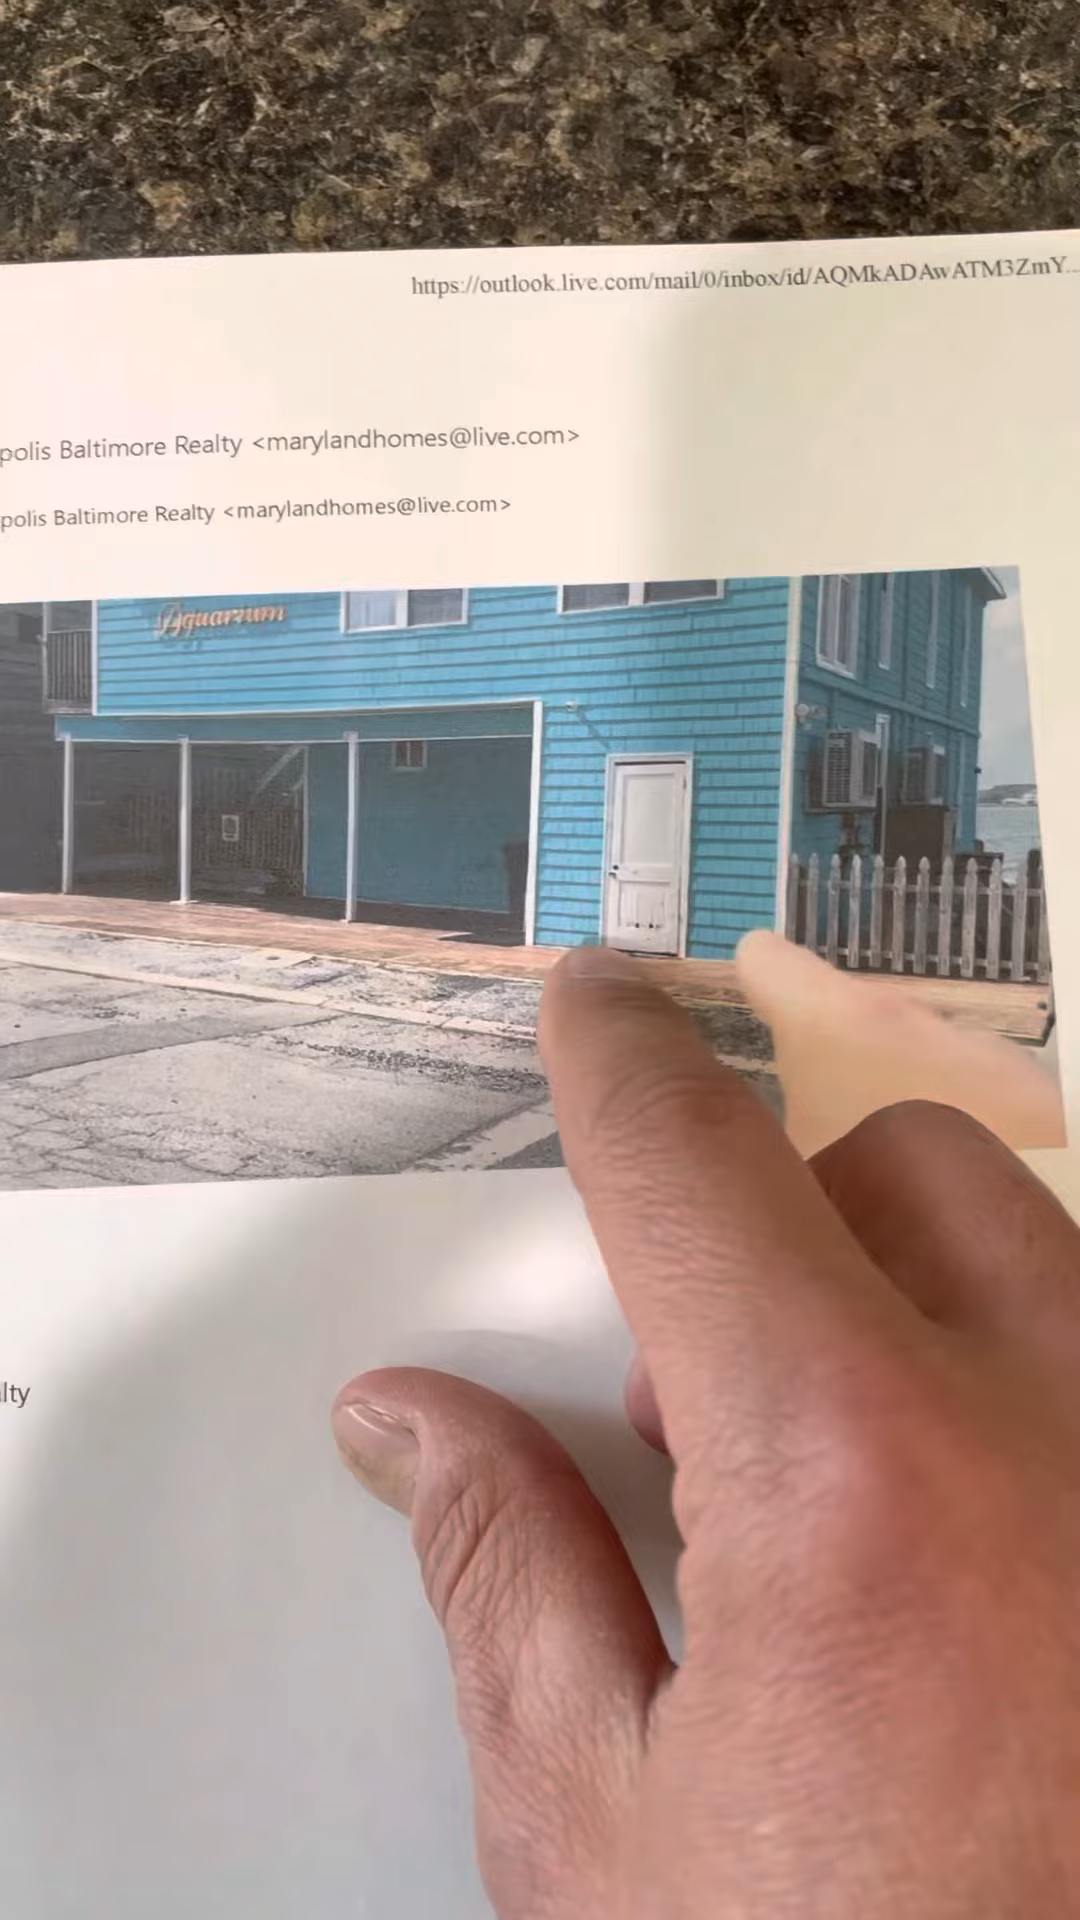 https://outlook.live.com/mail/0/inbox/id/AQMkADAwATM3ZmY...
polis Baltimore Realty <marylandhomes@live.com>
polis Baltimore Realty <marylandhomes@live.com>
Aquarium
lty